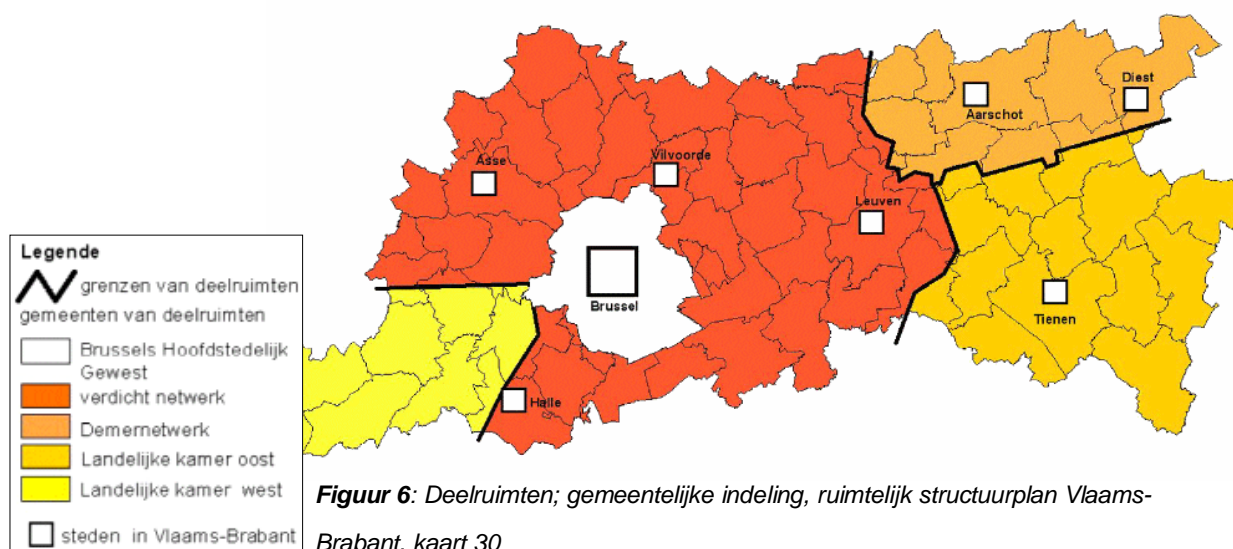 Diest
Aarschot
Vilvoorde
Asse
Leuven
Brussel
Tienen
Halle
Legende
grenzen van deelruimten
gemeenten van deelruimten
Brussels Hoofdstedelijk
Gewest
verdicht netwerk
Demernetwerk
Landelijke kamer oost
Landelijke kamer west
steden in Vlaams-Brabant
Figuur 6: Deelruimten; gemeentelijke indeling, ruimtelijk structuurplan Vlaams-
Brabant, kaart 30